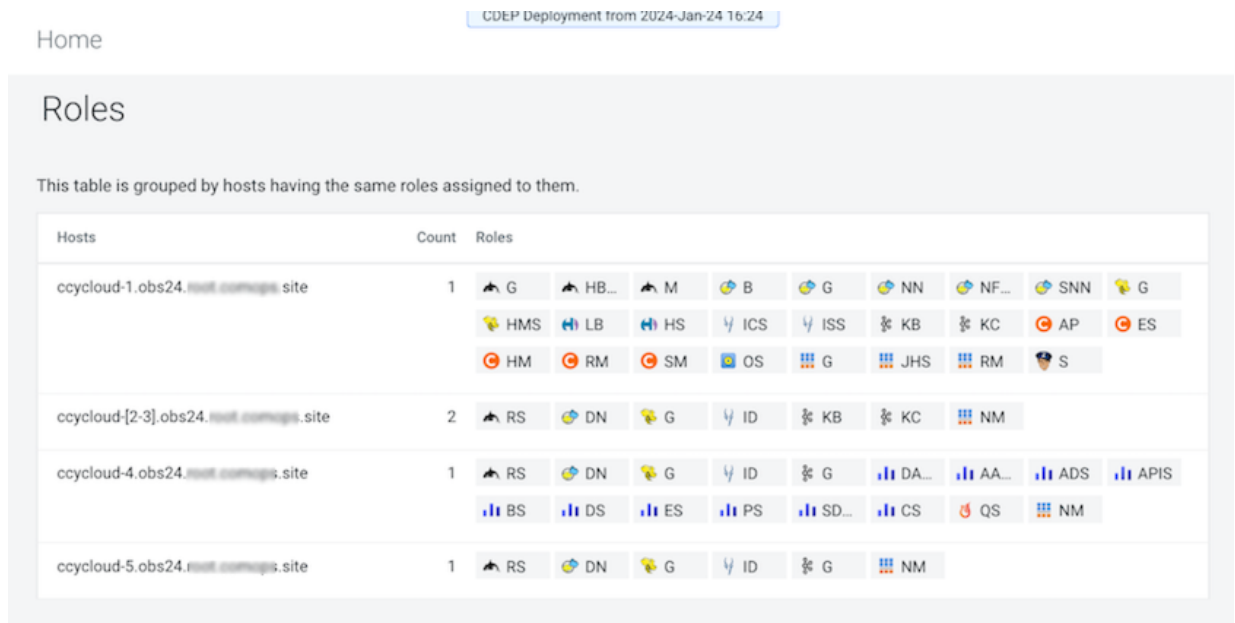 CDEP Deployment from 2024-Jan-24 16:24
Home
Roles
This table is grouped by hosts having the same roles assigned to them.
Hosts Count Roles
ccycloud-1.obs24. site 1 G HB... M B G NN NF... SNN G
HMS LB HS ICS ISS KB KC AP ES
HM RM SM OS G JHS RM S
ccycloud-[2-3].obs24. .site 2 RS DN G ID KB KC NM
ccycloud-4.obs24. .site 1 RS DN G ID G DA... AA... ADS APIS
BS DS ES PS SD... CS QS NM
ccycloud-5.obs24. .site 1 RS DN G ID G NM